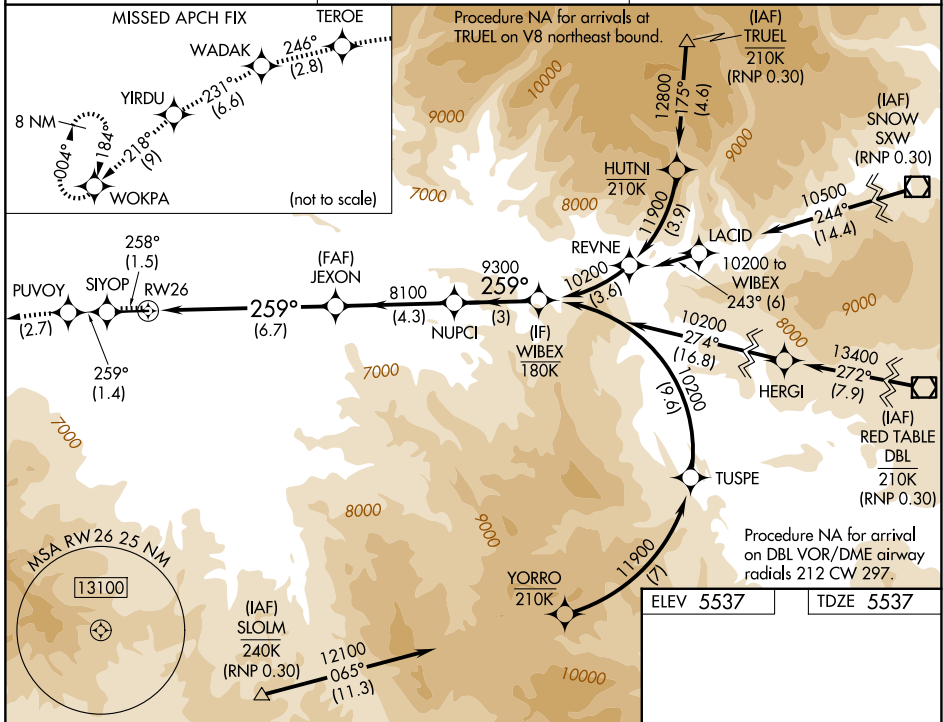 MISSED APCH FIX
TEROE
WADAK
246°
(2.8)
YIRDU
231°
(6.6)
8 NM
218°
(9)
004°
184°
WOKPA
(not to scale)
Procedure NA for arrivals at
TRUEL on V8 northeast bound.
(IAF)
TRUEL
210K
(RNP 0.30)
12800
175°
(4.6)
10000
9000
9000
7000
8000
HUTNI
210K
11900
(3.9)
(IAF)
SNOW
SXW
(RNP 0.30)
10500
244°
(14.4)
LACID
REVNE
10200 to
WIBEX
243° (6)
10200
(3.6)
9000
8000
258°
(1.5)
PUVOY
SIYOP
RW26
(2.7)
259°
(1.4)
259°
(6.7)
(FAF)
JEXON
8100
(4.3)
NUPCI
9300
259°
(3)
(IF)
WIBEX
180K
10200
274°
(16.8)
HERGI
13400
272°
(7.9)
(IAF)
RED TABLE
DBL
210K
(RNP 0.30)
10200
(9.6)
TUSPE
7000
7000
8000
9000
Procedure NA for arrival
on DBL VOR/DME airway
radials 212 CW 297.
YORRO
210K
11900
(7)
MSA RW 26 25 NM
13100
(IAF)
SLOLM
240K
(RNP 0.30)
12100
065°
(11.3)
10000
ELEV 5537
TDZE 5537